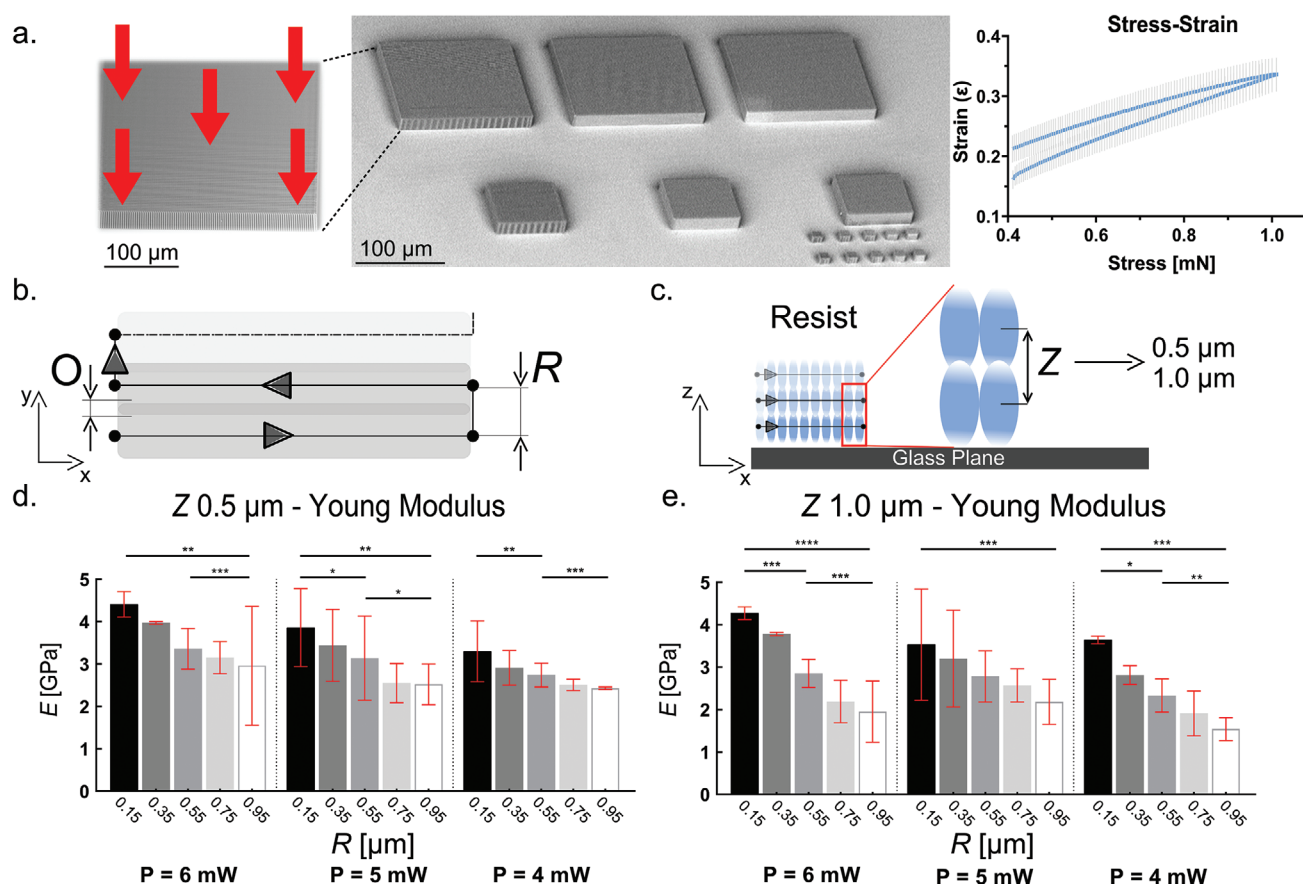 a.
100 µm
100 µm
Stress-Strain
Strain (ε)
0.4
0.3
0.2
0.1
0.4 0.6 0.8 1.0
Stress [mN]
b.
O
R
y
x
c.
Resist
Z
0.5 µm
1.0 µm
z
x
Glass Plane
d.
Z 0.5 µm - Young Modulus
** ** **
*** * * ***
E [GPa]
5
4
3
2
1
0
0.15 0.35 0.55 0.75 0.95 0.15 0.35 0.55 0.75 0.95 0.15 0.35 0.55 0.75 0.95
R [µm]
P = 6 mW P = 5 mW P = 4 mW
e.
Z 1.0 µm - Young Modulus
**** *** ***
*** *** * **
E [GPa]
5
4
3
2
1
0
0.15 0.35 0.55 0.75 0.95 0.15 0.35 0.55 0.75 0.95 0.15 0.35 0.55 0.75 0.95
R [µm]
P = 6 mW P = 5 mW P = 4 mW